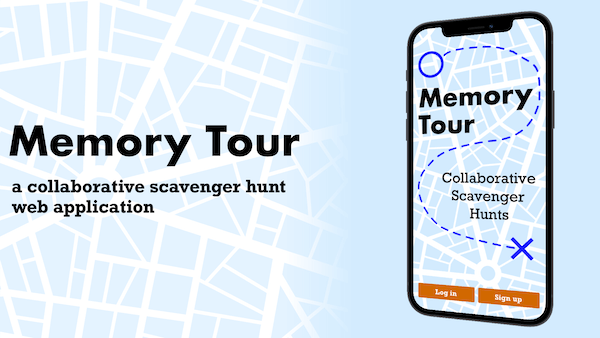 Memory Tour
a collaborative scavenger hunt
web application
Memory
Tour
Collaborative
Scavenger
Hunts
Log in
Sign up